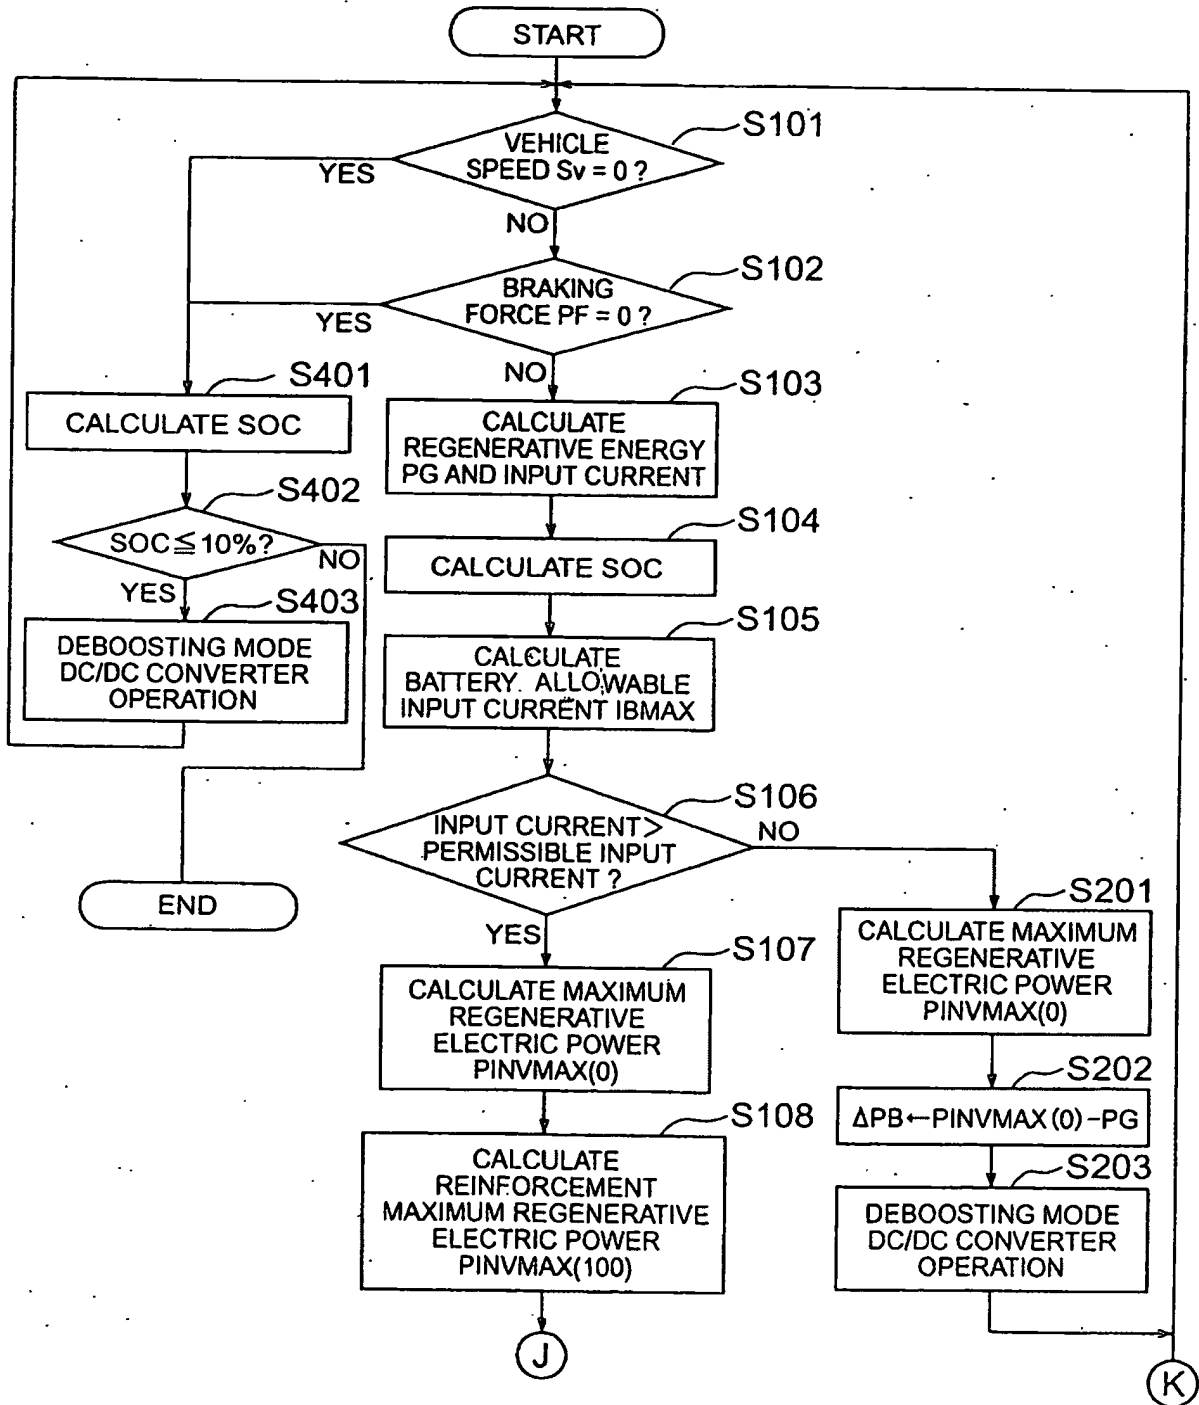 START
S101
VEHICLE
SPEED Sv = 0 ?
YES
NO
S102
BRAKING
FORCE PF = 0 ?
YES
NO
S401
CALCULATE SOC
S402
SOC≦10%?
NO
YES
S403
DEBOOSTING MODE
DC/DC CONVERTER
OPERATION
END
S103
CALCULATE
REGENERATIVE ENERGY
PG AND INPUT CURRENT
S104
CALCULATE SOC
S105
CALCULATE
BATTERY. ALLOWABLE
INPUT CURRENT IBMAX
S106
INPUT CURRENT>
PERMISSIBLE INPUT
CURRENT ?
NO
YES
S107
CALCULATE MAXIMUM
REGENERATIVE
ELECTRIC POWER
PINVMAX(0)
S108
CALCULATE
REINFORCEMENT
MAXIMUM REGENERATIVE
ELECTRIC POWER
PINVMAX(100)
J
S201
CALCULATE MAXIMUM
REGENERATIVE
ELECTRIC POWER
PINVMAX(0)
S202
ΔPB←PINVMAX(0)–PG
S203
DEBOOSTING MODE
DC/DC CONVERTER
OPERATION
K